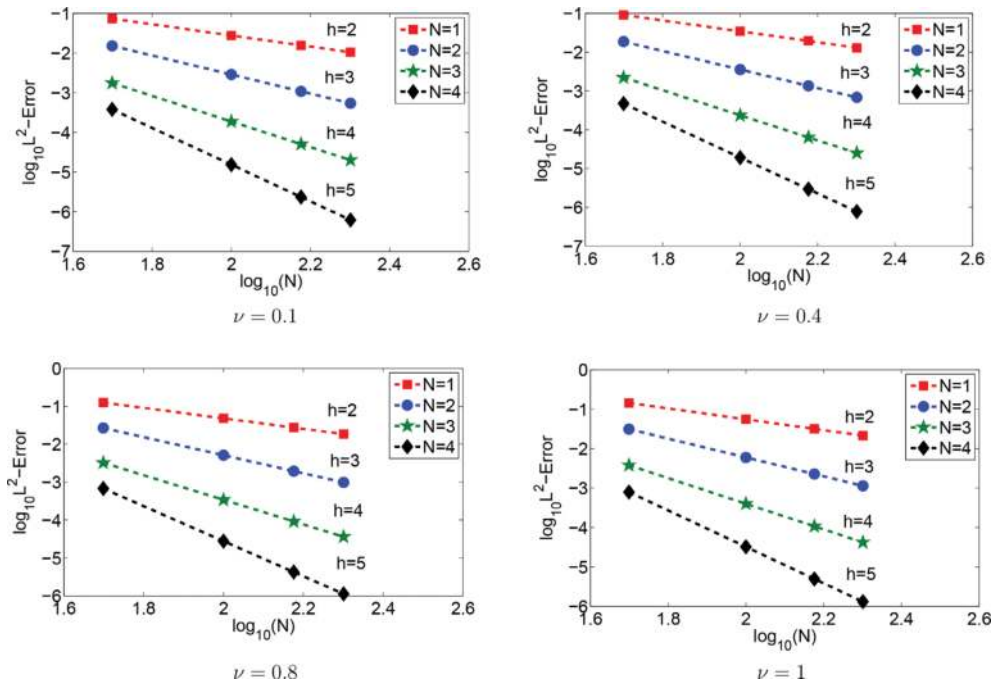 −1
−2
−3
−4
−5
−6
−7
1.6 1.8 2 2.2 2.4 2.6
log₁₀L²−Error
log₁₀(N)
h=2
h=3
h=4
h=5
N=1
N=2
N=3
N=4
ν = 0.1
−1
−2
−3
−4
−5
−6
−7
1.6 1.8 2 2.2 2.4 2.6
log₁₀L²−Error
log₁₀(N)
h=2
h=3
h=4
h=5
N=1
N=2
N=3
N=4
ν = 0.4
0
−1
−2
−3
−4
−5
−6
1.6 1.8 2 2.2 2.4 2.6
log₁₀L²−Error
log₁₀(N)
h=2
h=3
h=4
h=5
N=1
N=2
N=3
N=4
ν = 0.8
0
−1
−2
−3
−4
−5
−6
1.6 1.8 2 2.2 2.4 2.6
log₁₀L²−Error
log₁₀(N)
h=2
h=3
h=4
h=5
N=1
N=2
N=3
N=4
ν = 1